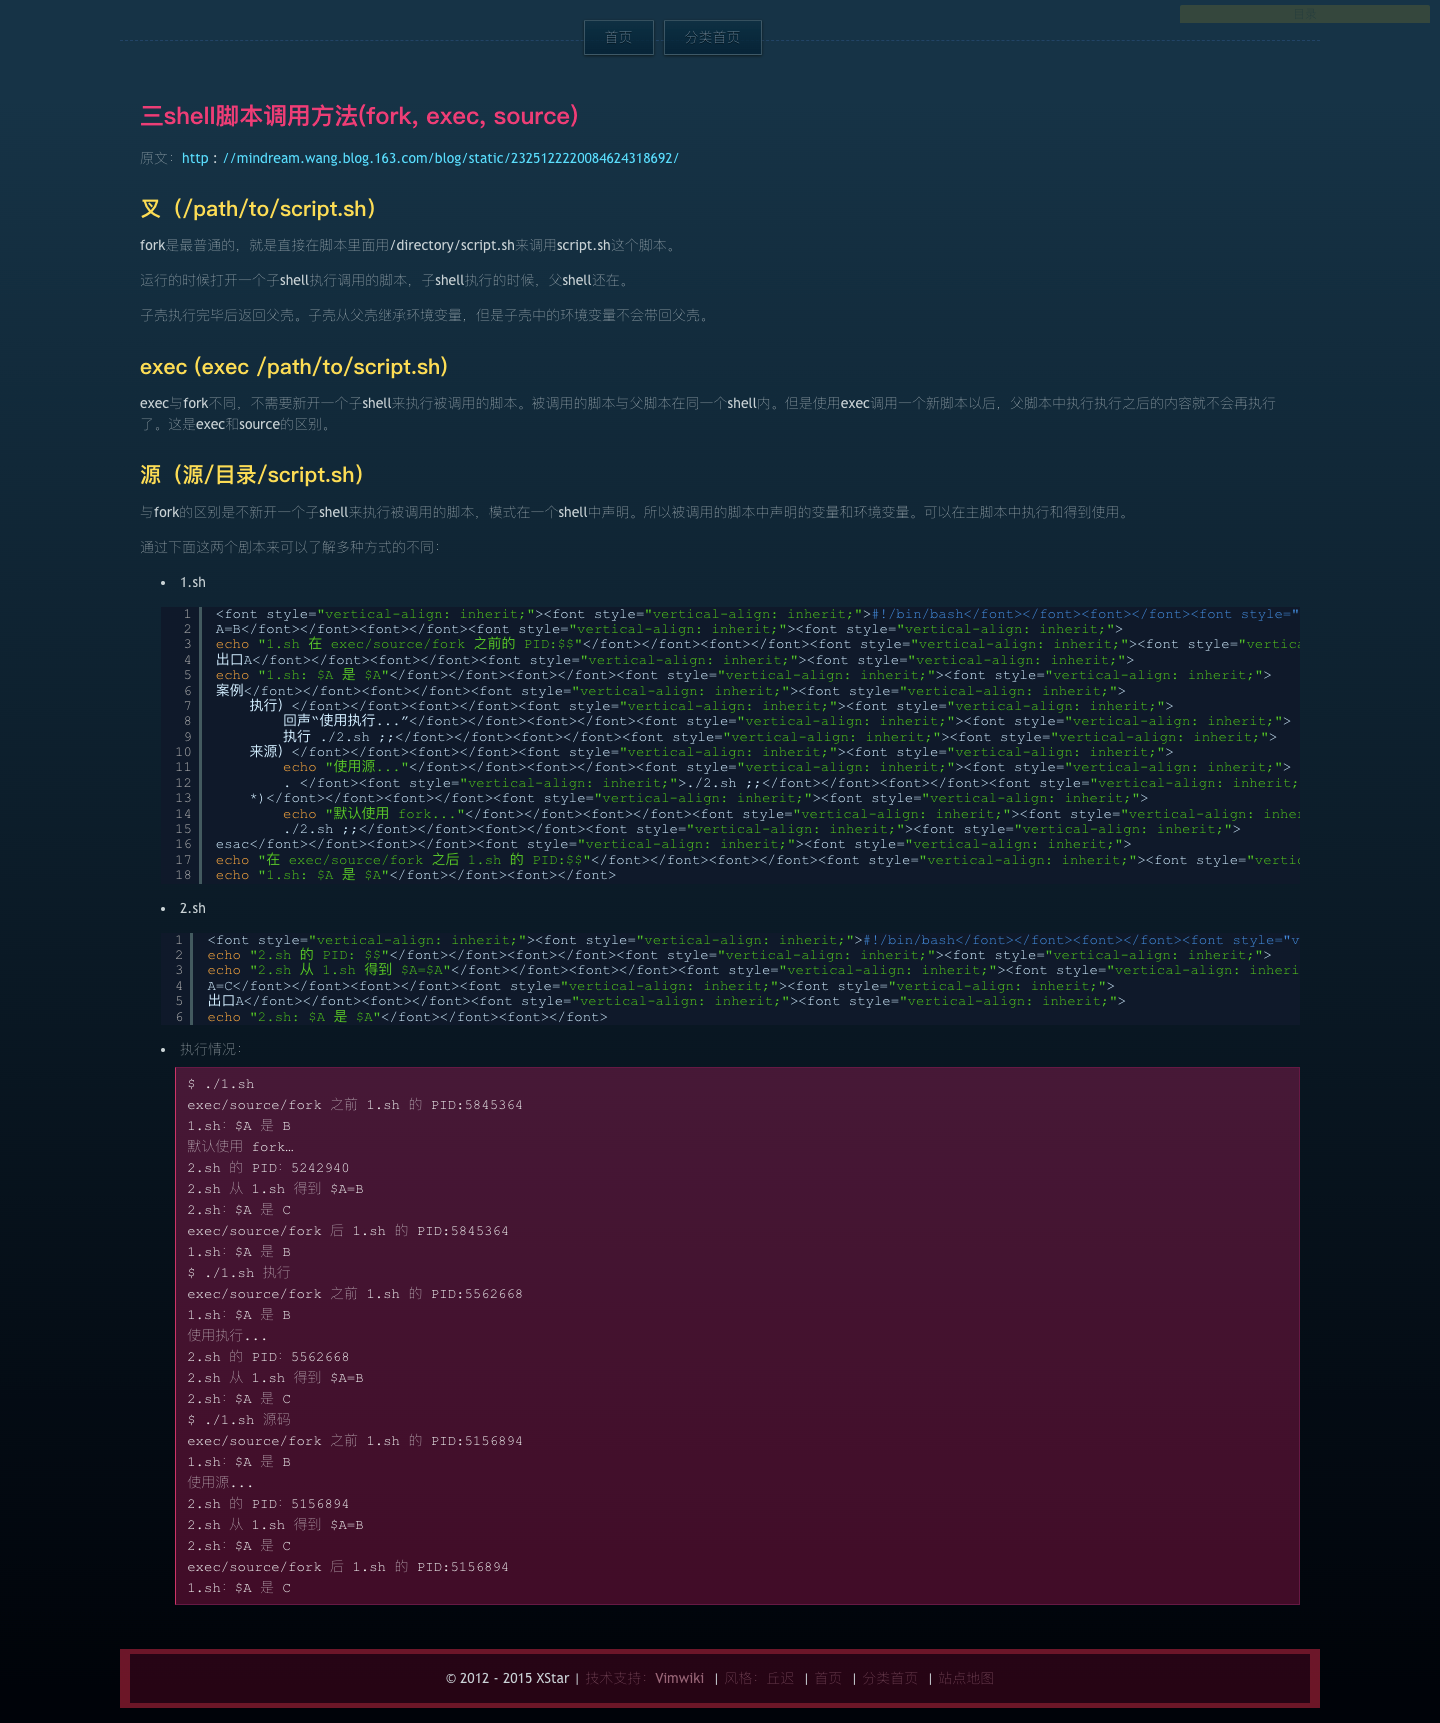 首页
分类首页
三shell脚本调用方法(fork, exec, source)
原文：http : //mindream.wang.blog.163.com/blog/static/2325122220084624318692/
叉（/path/to/script.sh）
fork是最普通的，就是直接在脚本里面用/directory/script.sh来调用script.sh这个脚本。
运行的时候打开一个子shell执行调用的脚本，子shell执行的时候，父shell还在。
子壳执行完毕后返回父壳。子壳从父壳继承环境变量，但是子壳中的环境变量不会带回父壳。
exec (exec /path/to/script.sh)
exec与fork不同，不需要新开一个子shell来执行被调用的脚本。被调用的脚本与父脚本在同一个shell内。但是使用exec调用一个新脚本以后，父脚本中执行执行之后的内容就不会再执行
了。这是exec和source的区别。
源（源/目录/script.sh）
与fork的区别是不新开一个子shell来执行被调用的脚本，模式在一个shell中声明。所以被调用的脚本中声明的变量和环境变量。可以在主脚本中执行和得到使用。
通过下面这两个剧本来可以了解多种方式的不同：
• 1.sh
1 <font style="vertical-align: inherit;"><font style="vertical-align: inherit;">#!/bin/bash</font></font><font></font><font style="
2 A=B</font></font><font></font><font style="vertical-align: inherit;"><font style="vertical-align: inherit;">
3 echo "1.sh 在 exec/source/fork 之前的 PID:$$"</font></font><font></font><font style="vertical-align: inherit;"><font style="vertica
4 出口A</font></font><font></font><font style="vertical-align: inherit;"><font style="vertical-align: inherit;">
5 echo "1.sh: $A 是 $A"</font></font><font></font><font style="vertical-align: inherit;"><font style="vertical-align: inherit;">
6 案例</font></font><font></font><font style="vertical-align: inherit;"><font style="vertical-align: inherit;">
7 执行）</font></font><font></font><font style="vertical-align: inherit;"><font style="vertical-align: inherit;">
8 回声“使用执行...”</font></font><font></font><font style="vertical-align: inherit;"><font style="vertical-align: inherit;">
9 执行 ./2.sh ;;</font></font><font></font><font style="vertical-align: inherit;"><font style="vertical-align: inherit;">
10 来源）</font></font><font></font><font style="vertical-align: inherit;"><font style="vertical-align: inherit;">
11 echo "使用源..."</font></font><font></font><font style="vertical-align: inherit;"><font style="vertical-align: inherit;">
12 . </font><font style="vertical-align: inherit;">./2.sh ;;</font></font><font></font><font style="vertical-align: inherit;
13 *)</font></font><font></font><font style="vertical-align: inherit;"><font style="vertical-align: inherit;">
14 echo "默认使用 fork..."</font></font><font></font><font style="vertical-align: inherit;"><font style="vertical-align: inher
15 ./2.sh ;;</font></font><font></font><font style="vertical-align: inherit;"><font style="vertical-align: inherit;">
16 esac</font></font><font></font><font style="vertical-align: inherit;"><font style="vertical-align: inherit;">
17 echo "在 exec/source/fork 之后 1.sh 的 PID:$$"</font></font><font></font><font style="vertical-align: inherit;"><font style="vertic
18 echo "1.sh: $A 是 $A"</font></font><font></font>
• 2.sh
1 <font style="vertical-align: inherit;"><font style="vertical-align: inherit;">#!/bin/bash</font></font><font></font><font style="v
2 echo "2.sh 的 PID: $$"</font></font><font></font><font style="vertical-align: inherit;"><font style="vertical-align: inherit;">
3 echo "2.sh 从 1.sh 得到 $A=$A"</font></font><font></font><font style="vertical-align: inherit;"><font style="vertical-align: inheri
4 A=C</font></font><font></font><font style="vertical-align: inherit;"><font style="vertical-align: inherit;">
5 出口A</font></font><font></font><font style="vertical-align: inherit;"><font style="vertical-align: inherit;">
6 echo "2.sh: $A 是 $A"</font></font><font></font>
• 执行情况：
$ ./1.sh
exec/source/fork 之前 1.sh 的 PID:5845364
1.sh：$A 是 B
默认使用 fork…
2.sh 的 PID：5242940
2.sh 从 1.sh 得到 $A=B
2.sh：$A 是 C
exec/source/fork 后 1.sh 的 PID:5845364
1.sh：$A 是 B
$ ./1.sh 执行
exec/source/fork 之前 1.sh 的 PID:5562668
1.sh：$A 是 B
使用执行...
2.sh 的 PID：5562668
2.sh 从 1.sh 得到 $A=B
2.sh：$A 是 C
$ ./1.sh 源码
exec/source/fork 之前 1.sh 的 PID:5156894
1.sh：$A 是 B
使用源...
2.sh 的 PID：5156894
2.sh 从 1.sh 得到 $A=B
2.sh：$A 是 C
exec/source/fork 后 1.sh 的 PID:5156894
1.sh：$A 是 C
© 2012 - 2015 XStar | 技术支持：Vimwiki | 风格：丘迟 | 首页 | 分类首页 | 站点地图